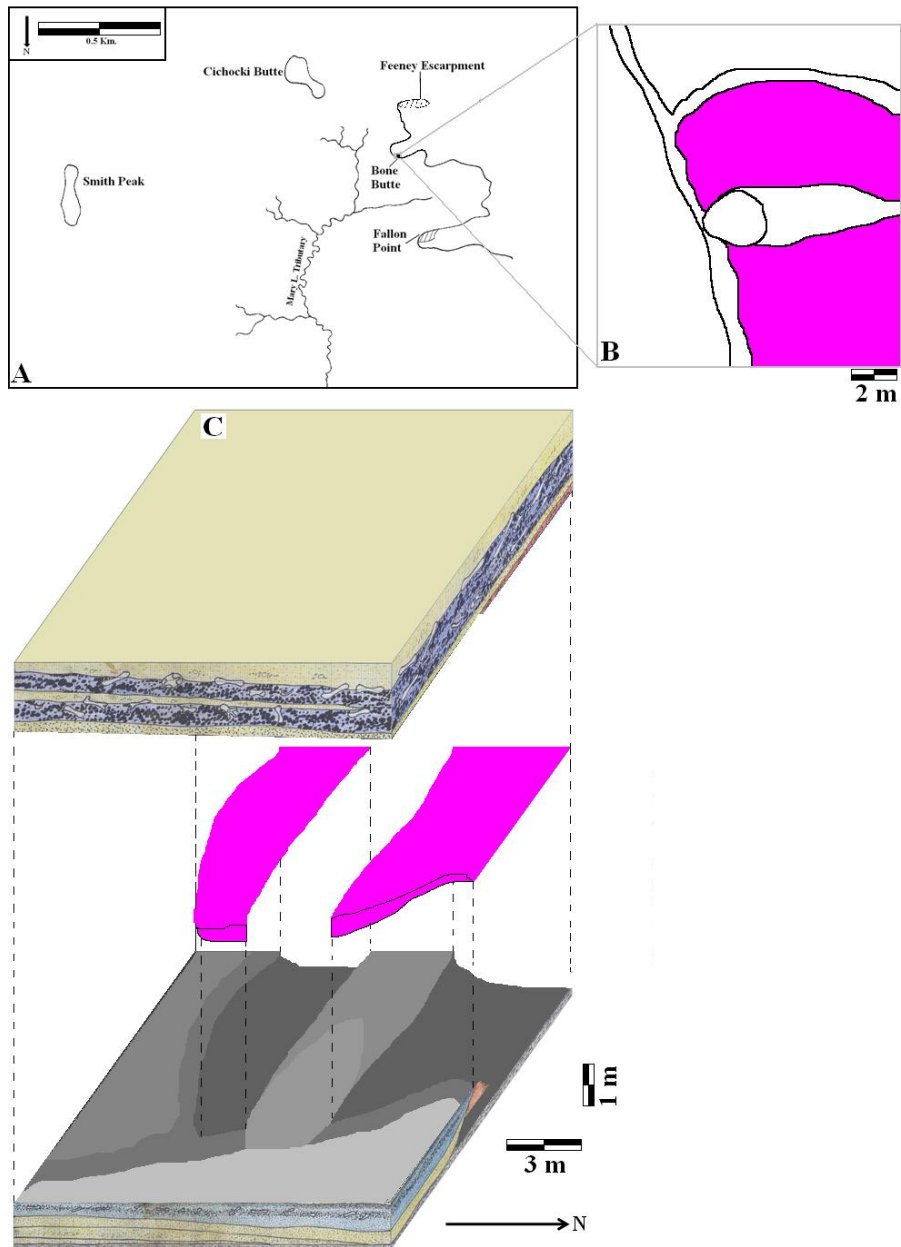 0.5 Km.
N
Cichocki Butte
Feeney Escarpment
Smith Peak
Bone
Butte
Fallon
Point
Mary L. Tributary
A
B
2 m
C
1 m
3 m
N